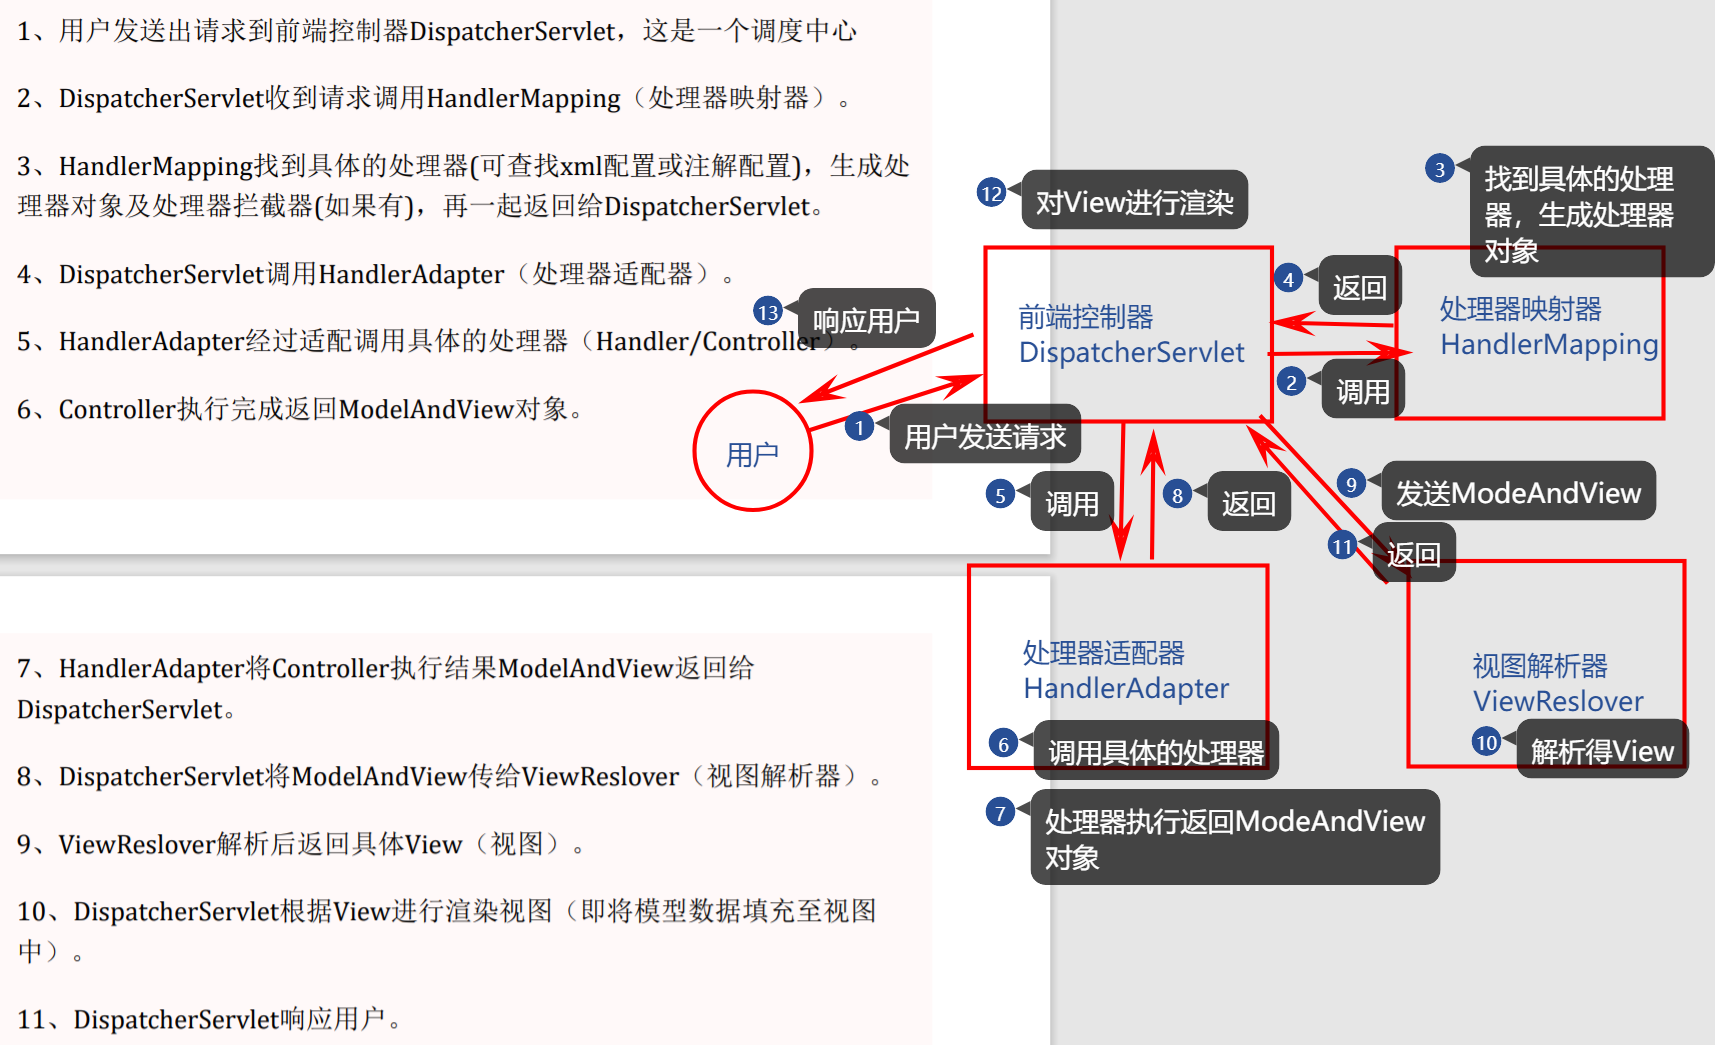 1、用户发送出请求到前端控制器DispatcherServlet，这是一个调度中心
2、DispatcherServlet收到请求调用HandlerMapping（处理器映射器）。
3、HandlerMapping找到具体的处理器(可查找xml配置或注解配置)，生成处
理器对象及处理器拦截器(如果有)，再一起返回给DispatcherServlet。
4、DispatcherServlet调用HandlerAdapter（处理器适配器）。
5、HandlerAdapter经过适配调用具体的处理器（Handler/Controller）。
6、Controller执行完成返回ModelAndView对象。
7、HandlerAdapter将Controller执行结果ModelAndView返回给
DispatcherServlet。
8、DispatcherServlet将ModelAndView传给ViewReslover（视图解析器）。
9、ViewReslover解析后返回具体View（视图）。
10、DispatcherServlet根据View进行渲染视图（即将模型数据填充至视图
中）。
11、DispatcherServlet响应用户。
12 对View进行渲染
3 找到具体的处理
器，生成处理器
对象
4 返回
13 响应用户
前端控制器
DispatcherServlet
处理器映射器
HandlerMapping
2 调用
1 用户发送请求
用户
5 调用
8 返回
9 发送ModeAndView
11 返回
处理器适配器
HandlerAdapter
视图解析器
ViewReslover
6 调用具体的处理器
10 解析得View
7 处理器执行返回ModeAndView
对象